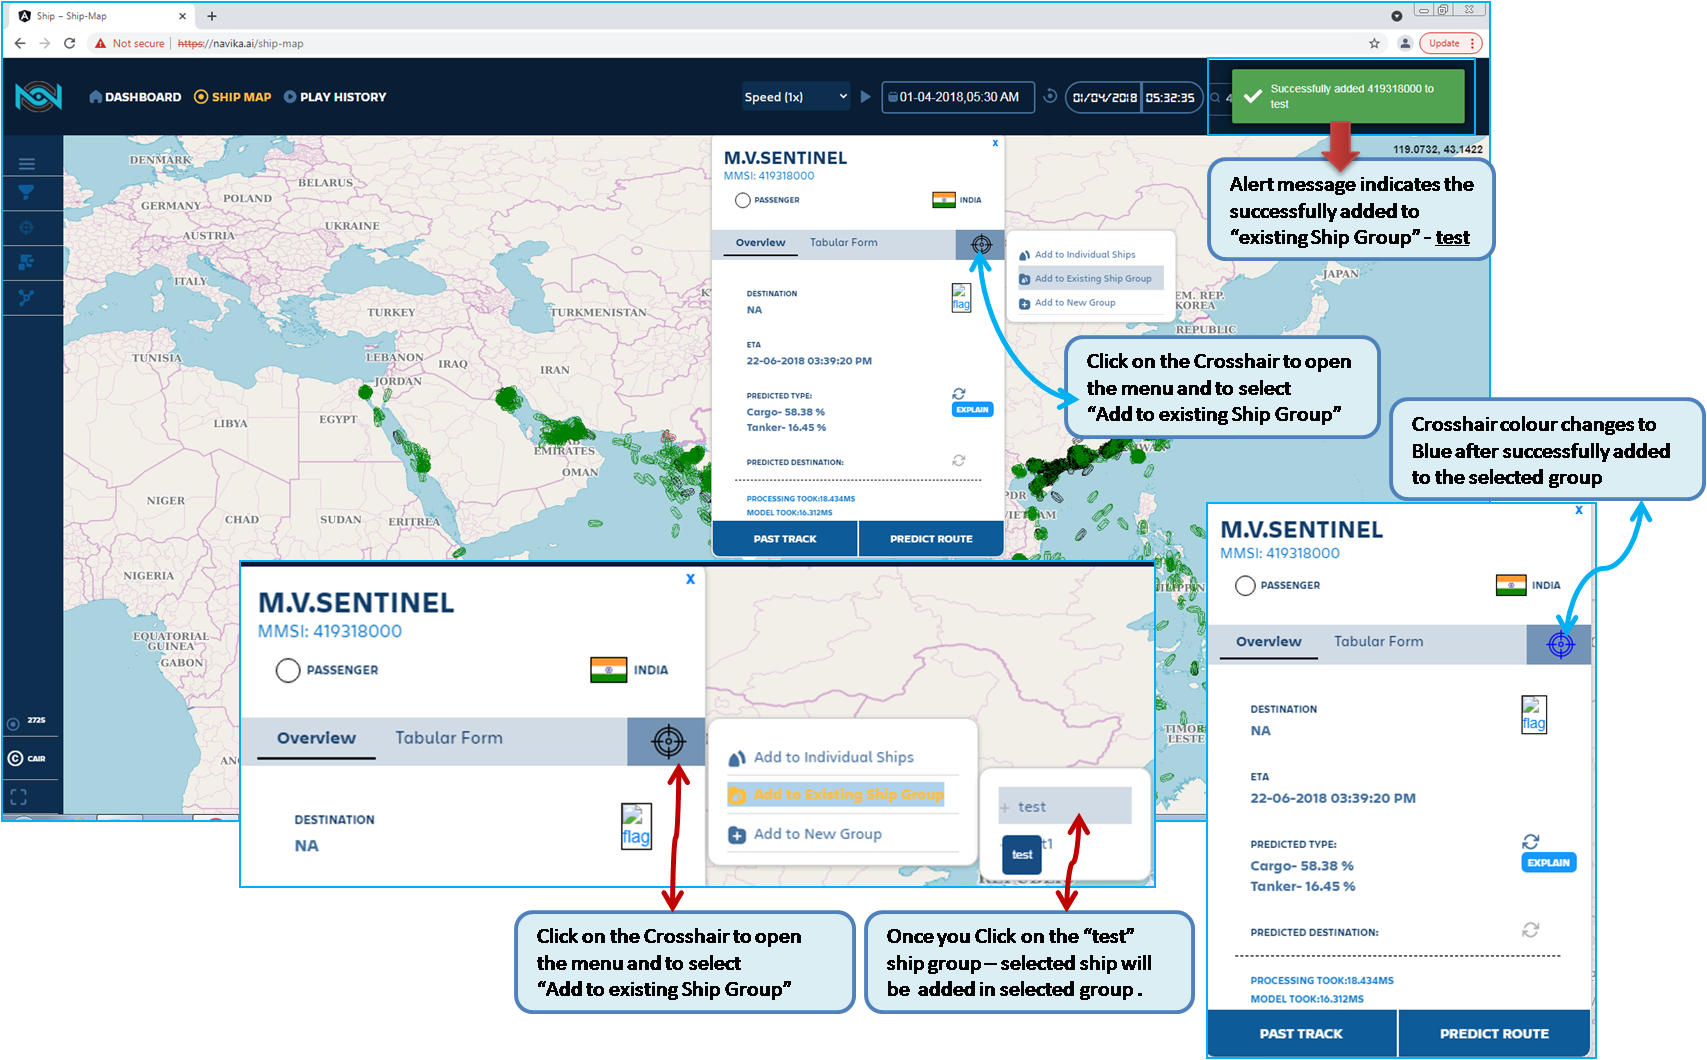 Ship – Ship-Map
Not secure
https://navika.ai/ship-map
Update
DASHBOARD
SHIP MAP
PLAY HISTORY
Speed (1x)
01-04-2018,05:30 AM
01/04/2018
05:32:35
4
Successfully added 419318000 to
test
119.0732, 43.1422
Alert message indicates the
successfully added to
“existing Ship Group” - test
DENMARK
BELARUS
POLAND
GERMANY
UKRAINE
AUSTRIA
ITALY
TURKEY
TURKMENISTAN
TUNISIA
LEBANON
IRAQ
IRAN
JORDAN
LIBYA
EGYPT
EMIRATES
OMAN
NIGER
CHAD
SUDAN
ERITREA
NIGERIA
EQUATORIAL
GUINEA
GABON
JAPAN
EM. REP.
KOREA
REPUBLIC
PDR
TIMOR
LESTE
2725
CAIR
X
M.V.SENTINEL
MMSI: 419318000
PASSENGER
INDIA
Overview
Tabular Form
Add to Individual Ships
Add to Existing Ship Group
Add to New Group
DESTINATION
NA
flag
ETA
22-06-2018 03:39:20 PM
PREDICTED TYPE:
Cargo- 58.38 %
EXPLAIN
Tanker- 16.45 %
PREDICTED DESTINATION:
PROCESSING TOOK:18.434MS
MODEL TOOK:16.312MS
PAST TRACK
PREDICT ROUTE
Click on the Crosshair to open
the menu and to select
“Add to existing Ship Group”
Crosshair colour changes to
Blue after successfully added
to the selected group
X
M.V.SENTINEL
MMSI: 419318000
PASSENGER
INDIA
Overview
Tabular Form
DESTINATION
NA
flag
Add to Individual Ships
Add to Existing Ship Group
Add to New Group
test
t1
test
Click on the Crosshair to open
the menu and to select
“Add to existing Ship Group”
Once you Click on the “test”
ship group – selected ship will
be added in selected group .
X
M.V.SENTINEL
MMSI: 419318000
PASSENGER
INDIA
Overview
Tabular Form
DESTINATION
NA
flag
ETA
22-06-2018 03:39:20 PM
PREDICTED TYPE:
Cargo- 58.38 %
EXPLAIN
Tanker- 16.45 %
PREDICTED DESTINATION:
PROCESSING TOOK:18.434MS
MODEL TOOK:16.312MS
PAST TRACK
PREDICT ROUTE